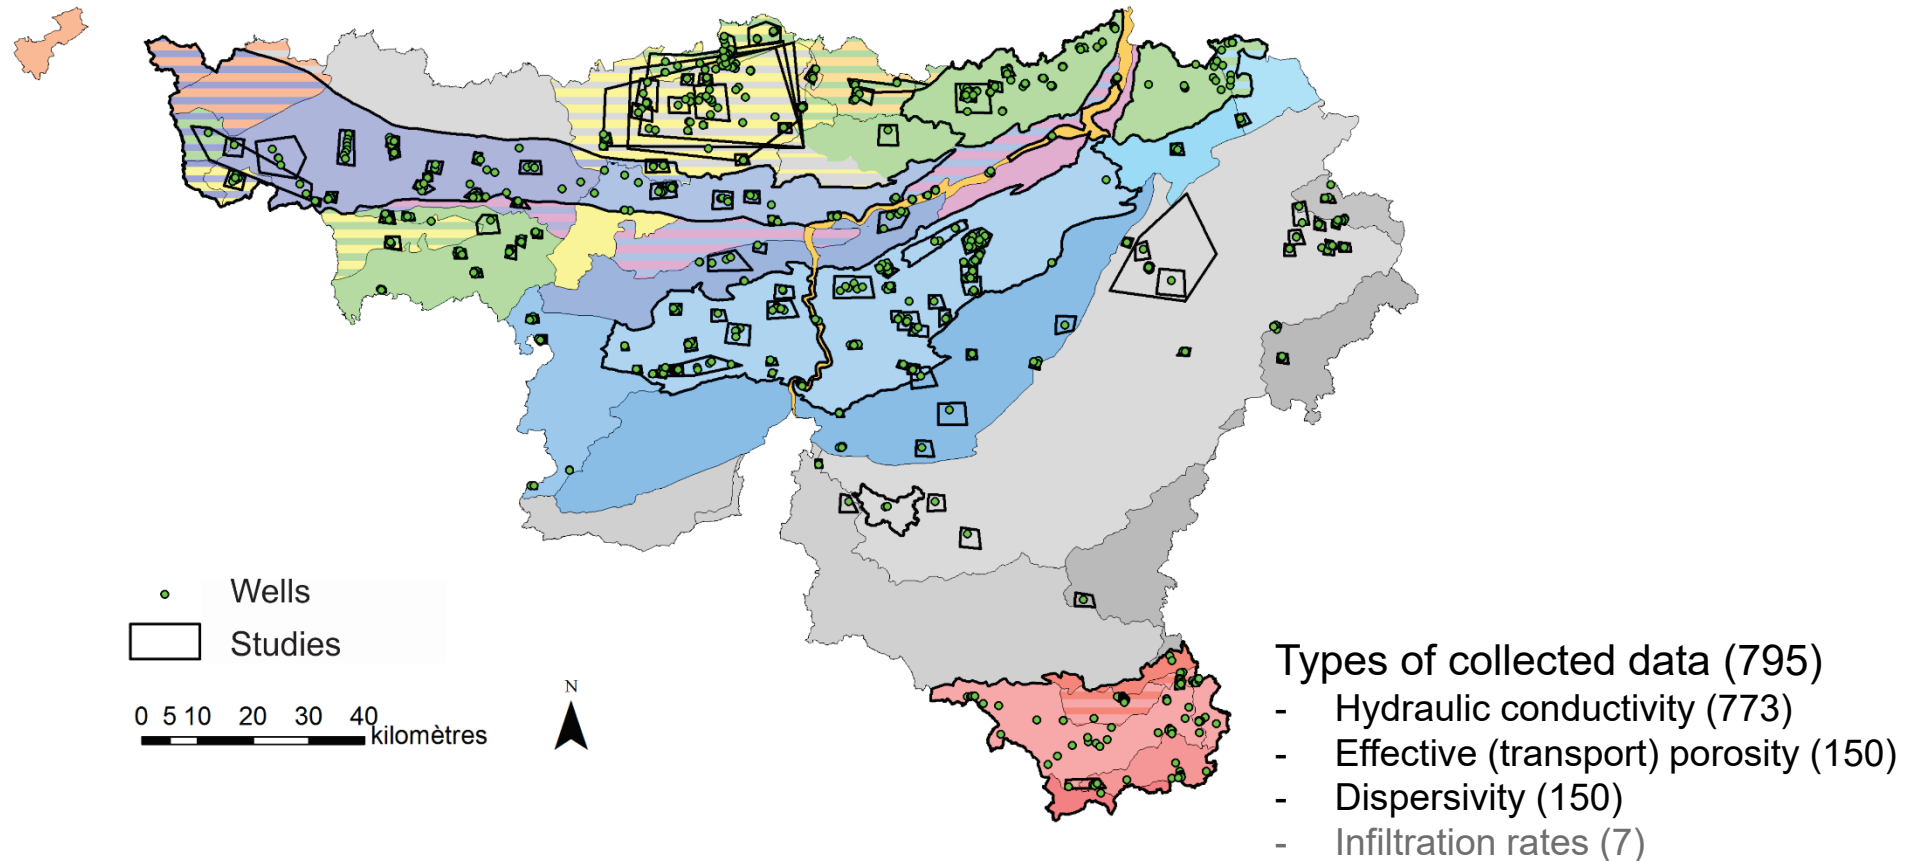 Wells
Studies
N
0 5 10 20 30 40
kilomètres
Types of collected data (795)
- Hydraulic conductivity (773)
- Effective (transport) porosity (150)
- Dispersivity (150)
- Infiltration rates (7)